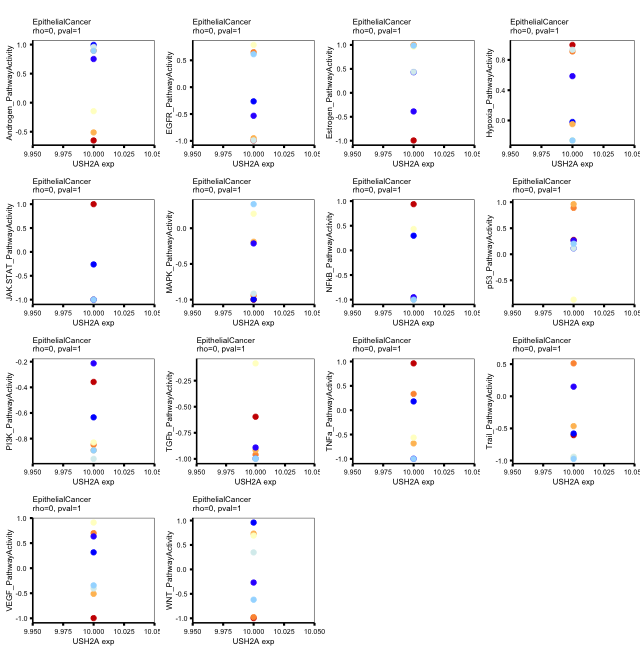 EpithelialCancer
rho=0, pval=1
Androgen_PathwayActivity
1.0
0.5
0.0
-0.5
9.950 9.975 10.000 10.025 10.05
USH2A exp
EpithelialCancer
rho=0, pval=1
EGFR_PathwayActivity
0.5
0.0
-0.5
-1.0
9.950 9.975 10.000 10.025 10.05
USH2A exp
EpithelialCancer
rho=0, pval=1
Estrogen_PathwayActivity
1.0
0.5
0.0
-0.5
-1.0
9.950 9.975 10.000 10.025 10.05
USH2A exp
EpithelialCancer
rho=0, pval=1
Hypoxia_PathwayActivity
0.8
0.4
0.0
9.950 9.975 10.000 10.025 10.0
USH2A exp
EpithelialCancer
rho=0, pval=1
JAK.STAT_PathwayActivity
1.0
0.5
0.0
-0.5
-1.0
9.950 9.975 10.000 10.025 10.05
USH2A exp
EpithelialCancer
rho=0, pval=1
MAPK_PathwayActivity
0.0
-0.5
-1.0
9.950 9.975 10.000 10.025 10.05
USH2A exp
EpithelialCancer
rho=0, pval=1
NFkB_PathwayActivity
1.0
0.5
0.0
-0.5
-1.0
9.950 9.975 10.000 10.025 10.05
USH2A exp
EpithelialCancer
rho=0, pval=1
p53_PathwayActivity
1.0
0.5
0.0
-0.5
9.950 9.975 10.000 10.025 10.0
USH2A exp
EpithelialCancer
rho=0, pval=1
PI3K_PathwayActivity
-0.2
-0.4
-0.6
-0.8
9.950 9.975 10.000 10.025 10.05
USH2A exp
EpithelialCancer
rho=0, pval=1
TGFb_PathwayActivity
-0.25
-0.50
-0.75
-1.00
9.950 9.975 10.000 10.025 10.05
USH2A exp
EpithelialCancer
rho=0, pval=1
TNFa_PathwayActivity
1.0
0.5
0.0
-0.5
-1.0
9.950 9.975 10.000 10.025 10.05
USH2A exp
EpithelialCancer
rho=0, pval=1
Trail_PathwayActivity
0.5
0.0
-0.5
-1.0
9.950 9.975 10.000 10.025 10.0
USH2A exp
EpithelialCancer
rho=0, pval=1
VEGF_PathwayActivity
0.5
0.0
-0.5
-1.0
9.950 9.975 10.000 10.025 10.05
USH2A exp
EpithelialCancer
rho=0, pval=1
WNT_PathwayActivity
1.0
0.5
0.0
-0.5
-1.0
9.950 9.975 10.000 10.025 10.050
USH2A exp